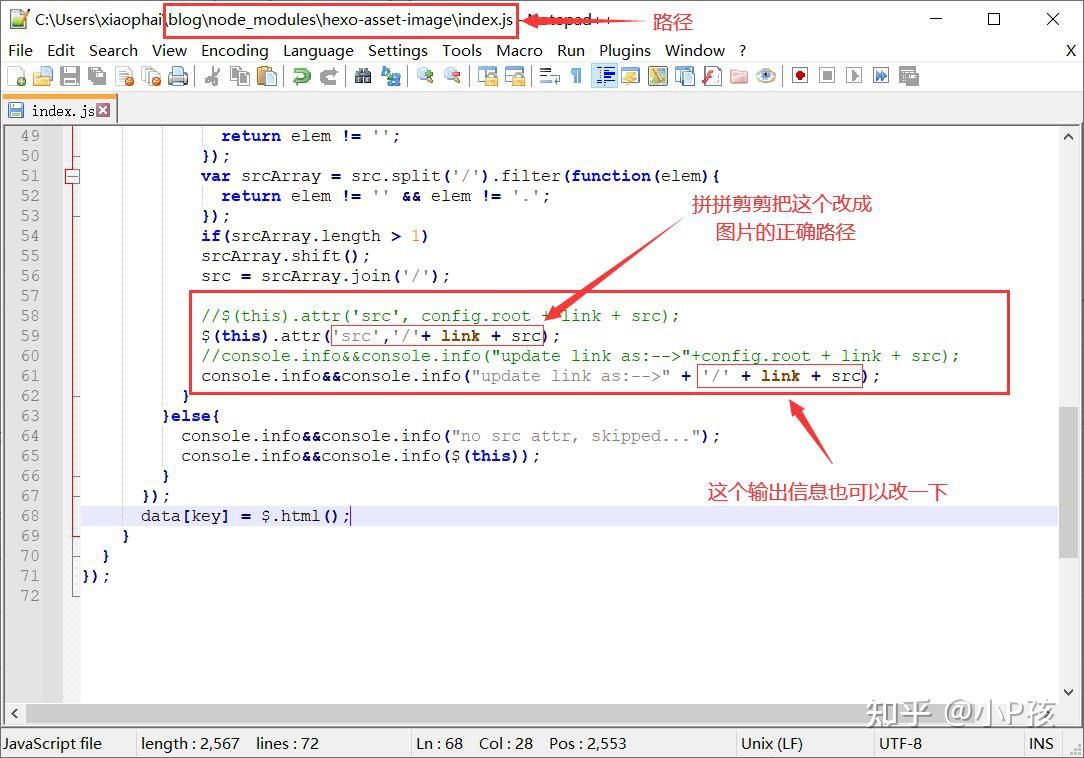 C:\Users\xiaophai\blog\node_modules\hexo-asset-image\index.js - Notepad++
路径
File Edit Search View Encoding Language Settings Tools Macro Run Plugins Window ? X
index.js
49 return elem != '';
50 });
51 var srcArray = src.split('/').filter(function(elem){
52 return elem != '' && elem != '.';
53 });
54 if(srcArray.length > 1)
55 srcArray.shift();
56 src = srcArray.join('/');
57
58 //$(this).attr('src', config.root + link + src);
59 $(this).attr('src','/'+ link + src);
60 //console.info&&console.info("update link as:-->"+config.root + link + src);
61 console.info&&console.info("update link as:-->" + '/' + link + src);
62 }
63 }else{
64 console.info&&console.info("no src attr, skipped...");
65 console.info&&console.info($(this));
66 }
67 });
68 data[key] = $.html();
69 }
70 }
71 });
72
拼拼剪剪把这个改成
图片的正确路径
这个输出信息也可以改一下
知乎 @小P孩
JavaScript file length : 2,567 lines : 72 Ln : 68 Col : 28 Pos : 2,553 Unix (LF) UTF-8 INS